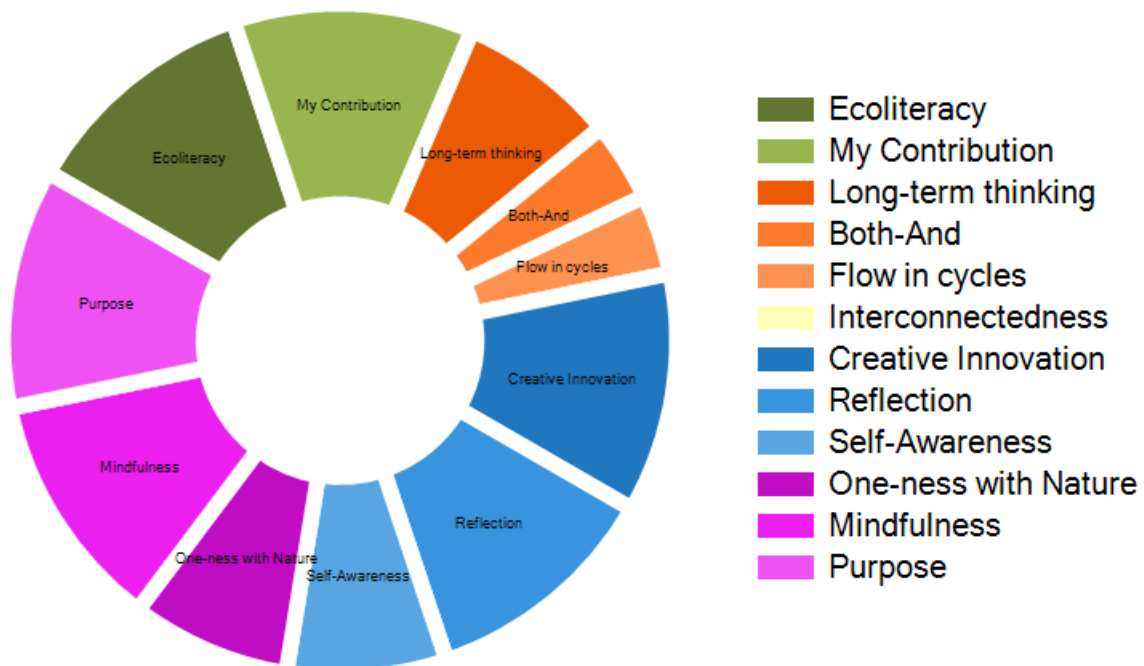 My Contribution
Long-term thinking
Ecoliteracy
Both-And
Flow in cycles
Purpose
Creative Innovation
Mindfulness
Reflection
One-ness with Nature
Self-Awareness
Ecoliteracy
My Contribution
Long-term thinking
Both-And
Flow in cycles
Interconnectedness
Creative Innovation
Reflection
Self-Awareness
One-ness with Nature
Mindfulness
Purpose